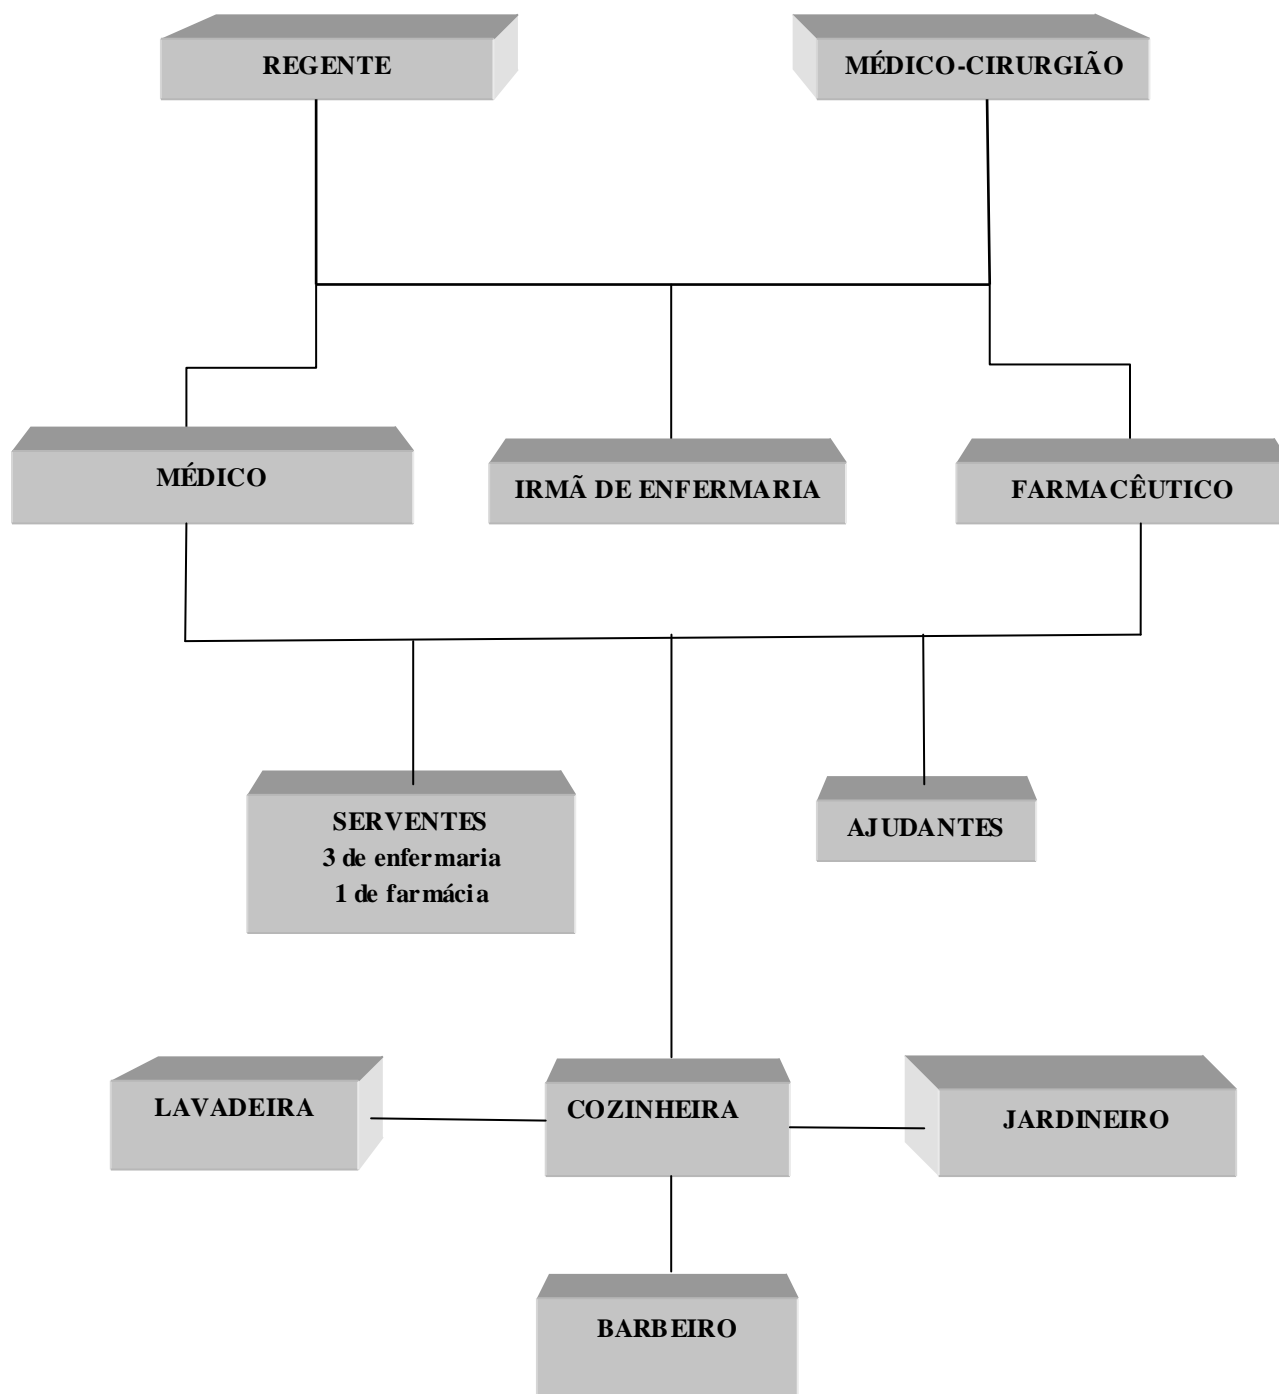 REGENTE
MÉDICO-CIRURGIÃO
MÉDICO
IRMÃ DE ENFERMARIA
FARMACÊUTICO
SERVENTES
3 de enfermaria
1 de farmácia
AJUDANTES
LAVADEIRA
COZINHEIRA
JARDINEIRO
BARBEIRO